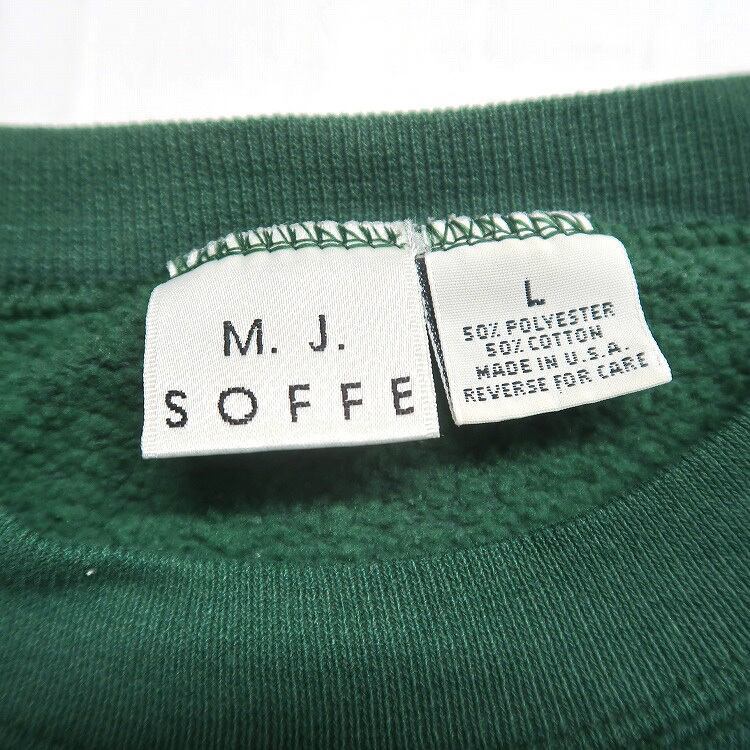 M. J.
SOFFE
L
50% POLYESTER
50% COTTON
MADE IN U.S.A.
REVERSE FOR CARE